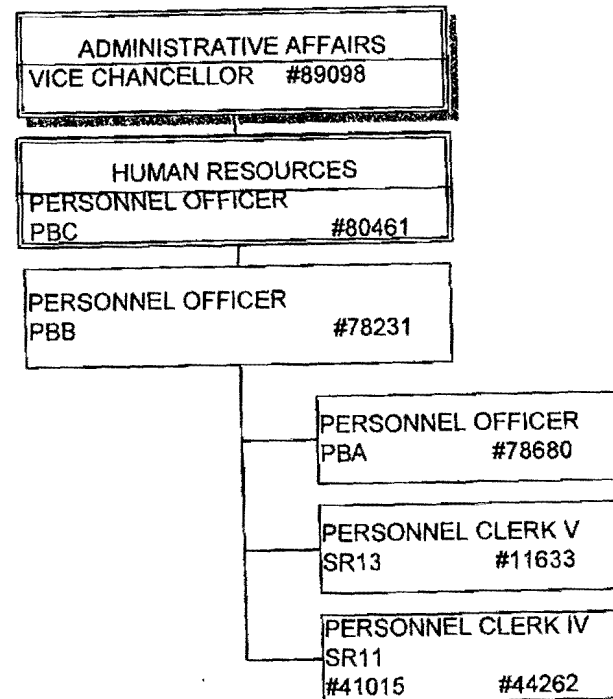 ADMINISTRATIVE AFFAIRS
VICE CHANCELLOR #89098
HUMAN RESOURCES
PERSONNEL OFFICER
PBC #80461
PERSONNEL OFFICER
PBB #78231
PERSONNEL OFFICER
PBA #78680
PERSONNEL CLERK V
SR13 #11633
PERSONNEL CLERK IV
SR11
#41015 #44262